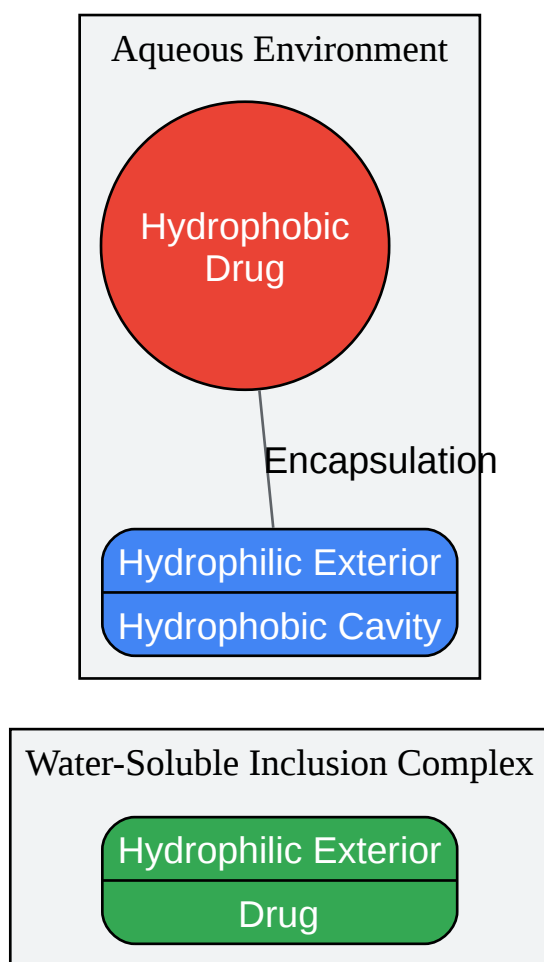 Aqueous Environment
Hydrophobic
Drug
Encapsulation
Hydrophilic Exterior
Hydrophobic Cavity
Water-Soluble Inclusion Complex
Hydrophilic Exterior
Drug